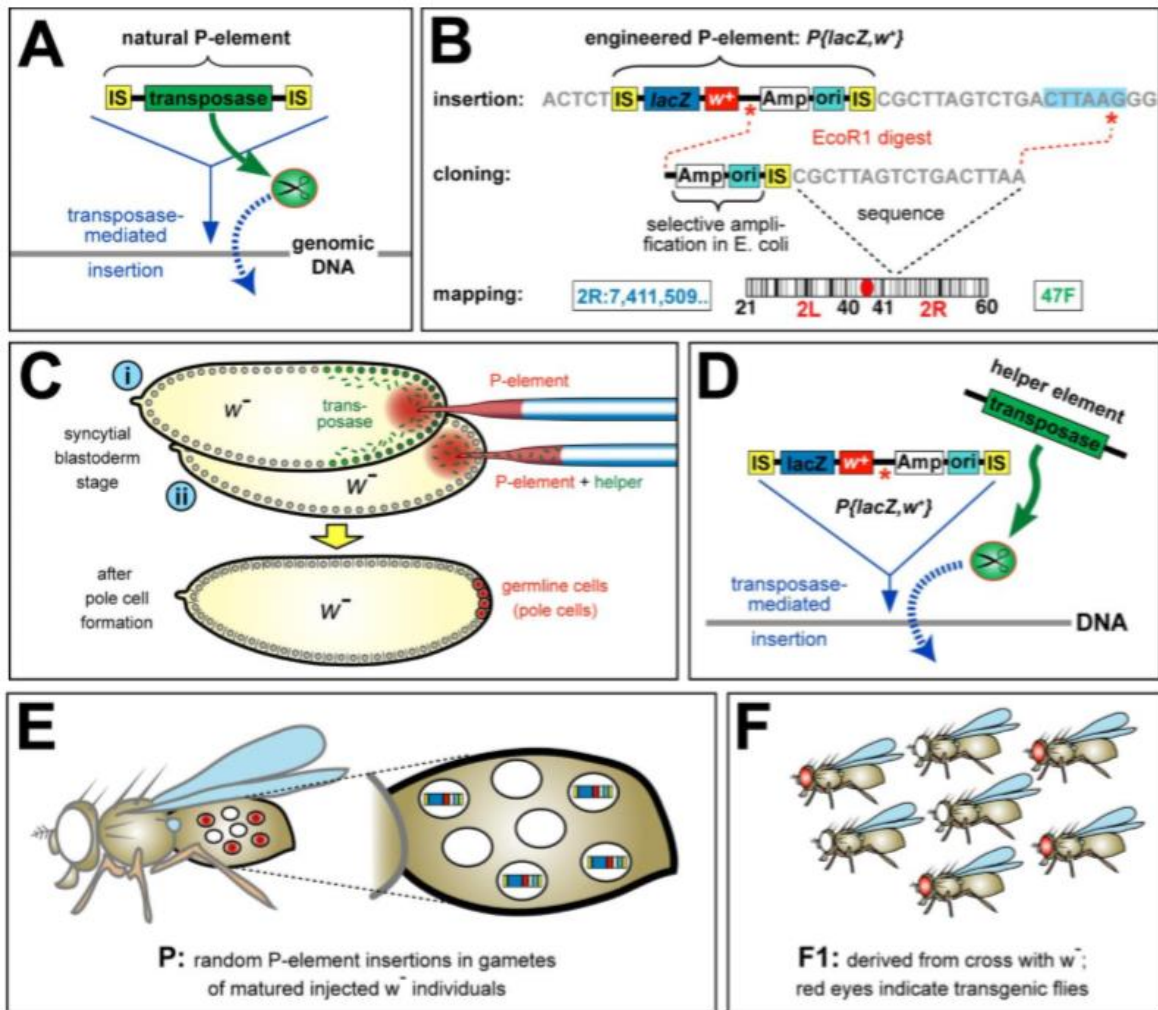 A
natural P-element
IS transposase IS
transposase-
mediated
insertion
genomic
DNA
B
engineered P-element: P{lacZ,w+}
insertion: ACTCT IS lacZ w+ Amp ori IS CGCTTAGTCTGACTTAAGGG
* *
EcoR1 digest
cloning: Amp ori IS CGCTTAGTCTGACTTAA
selective ampli-
fication in E. coli
sequence
mapping: 2R:7,411,509.. 47F
21 2L 40 41 2R 60
C
i
w-
trans-
posase
P-element
syncytial
blastoderm
stage
ii
w-
P-element + helper
after
pole cell
formation
w-
germline cells
(pole cells)
D
helper element
transposase
IS lacZ w+ Amp ori IS
*
P{lacZ,w+}
transposase-
mediated
insertion
DNA
E
P: random P-element insertions in gametes
of matured injected w- individuals
F
F1: derived from cross with w-;
red eyes indicate transgenic flies